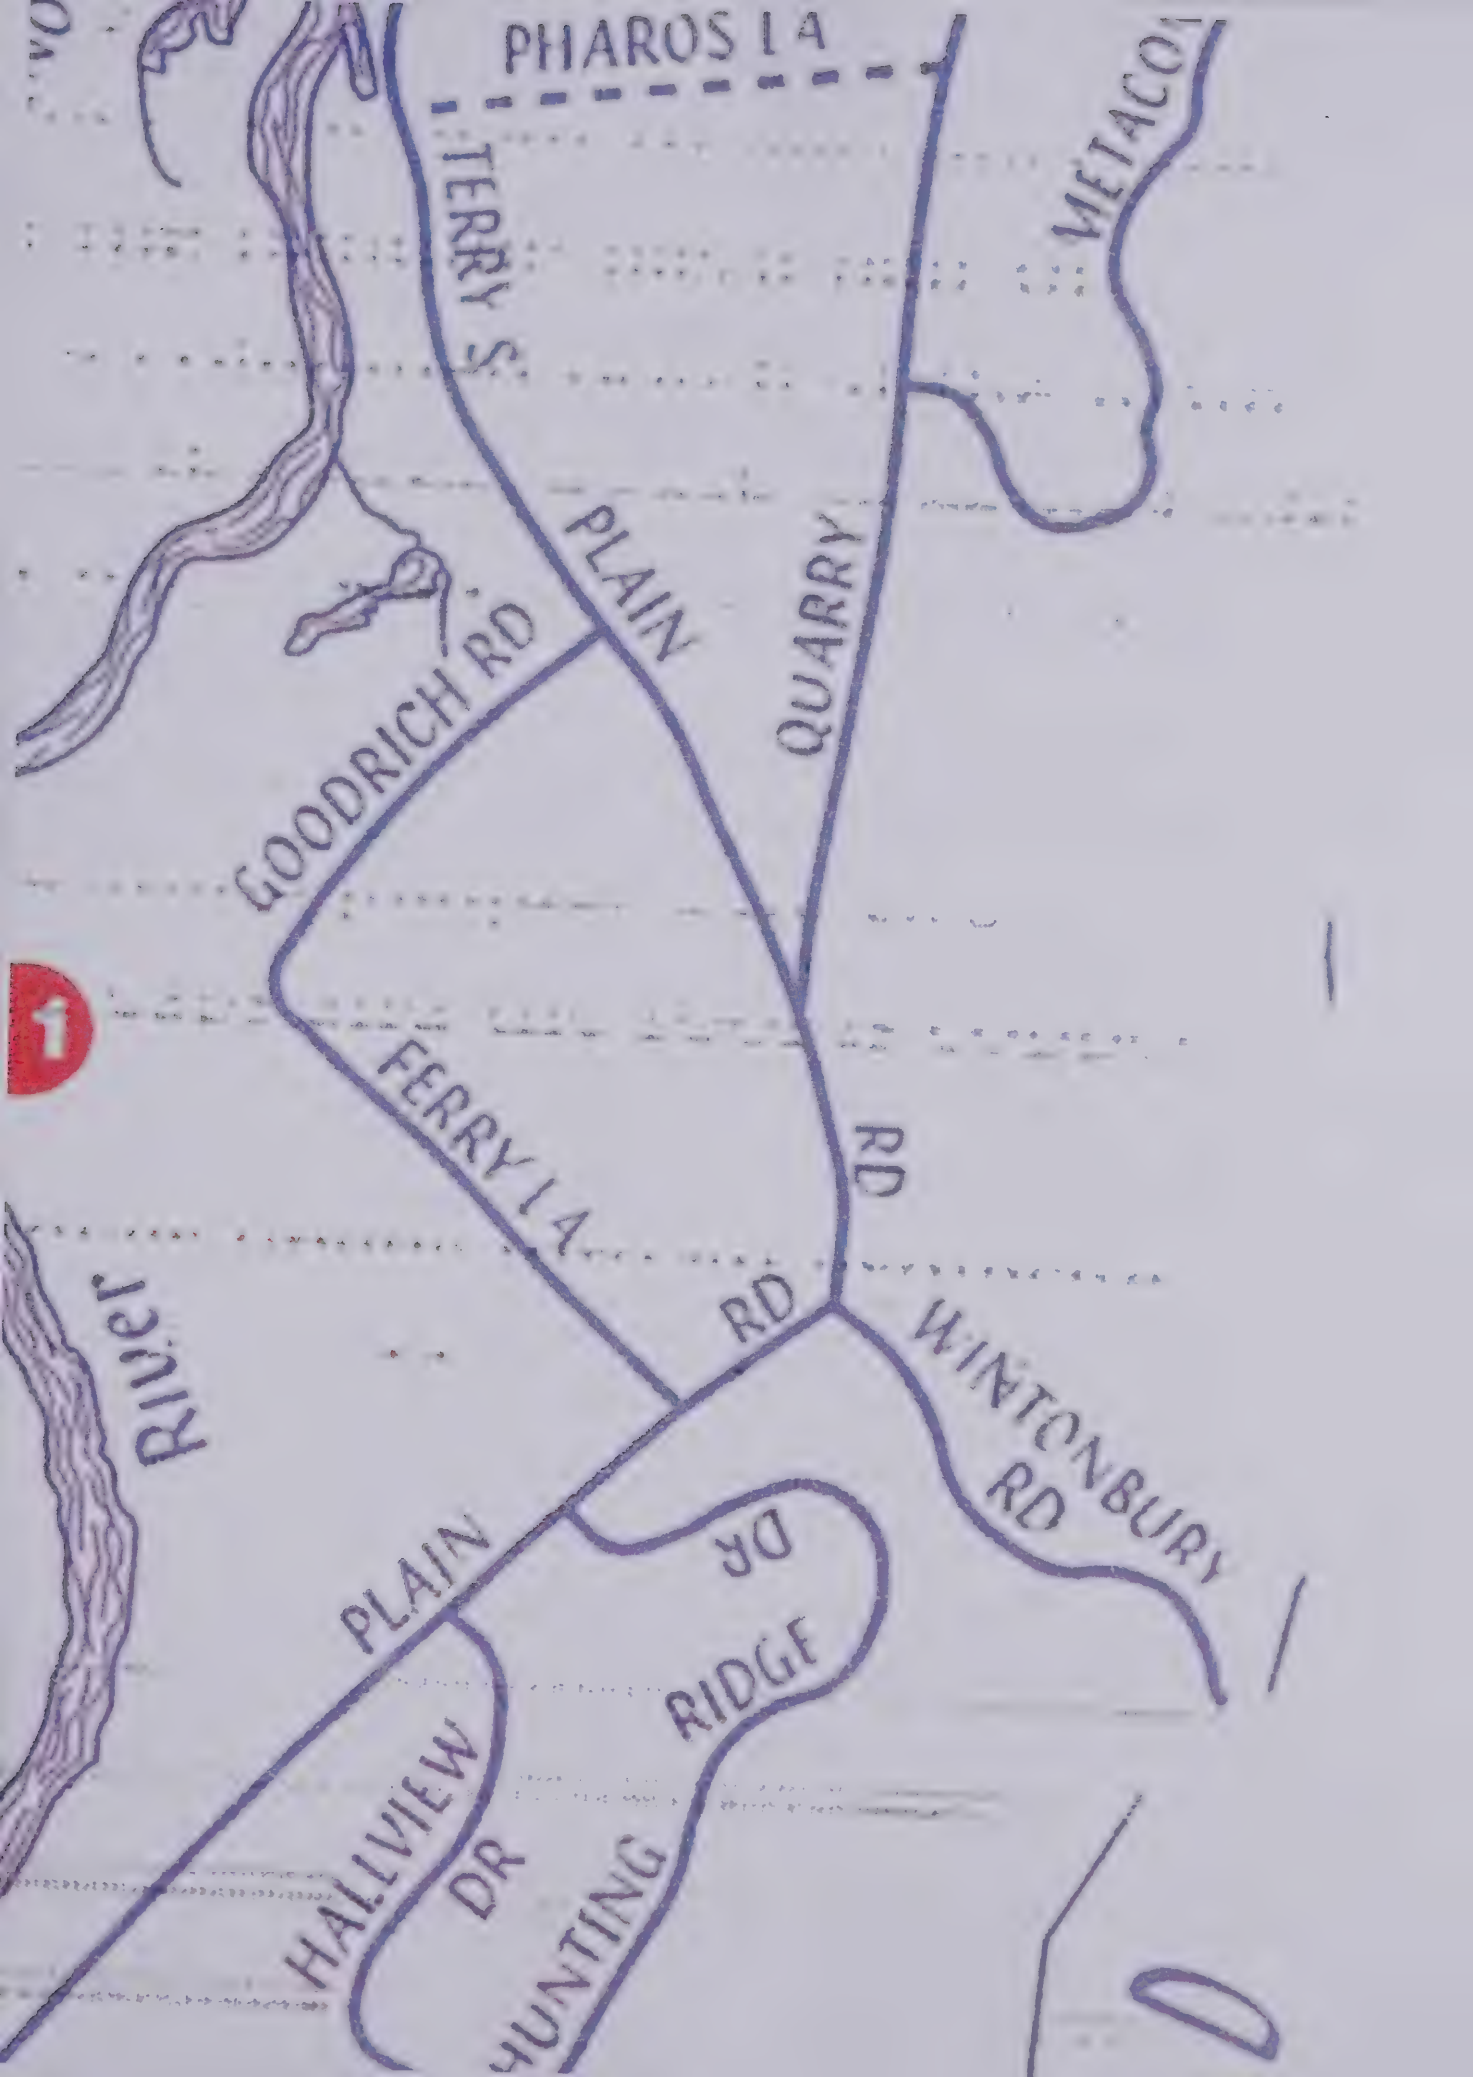 PHAROS LA
TERRY S.
PLAIN
QUARRY
GOODRICH RD
1
FERRY LA
RD
River
RD
WINTONBURY
RD
PLAIN
DR
RIDGE
HALLVIEW
DR
HUNTING